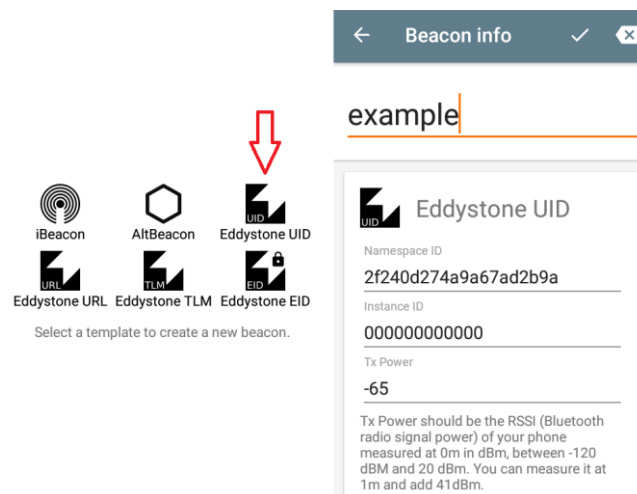 UID
iBeacon AltBeacon Eddystone UID
URL TLM EID
Eddystone URL Eddystone TLM Eddystone EID
Select a template to create a new beacon.
Beacon info
example
UID
Eddystone UID
Namespace ID
2f240d274a9a67ad2b9a
Instance ID
000000000000
Tx Power
-65
Tx Power should be the RSSI (Bluetooth
radio signal power) of your phone
measured at 0m in dBm, between -120
dBM and 20 dBm. You can measure it at
1m and add 41dBm.